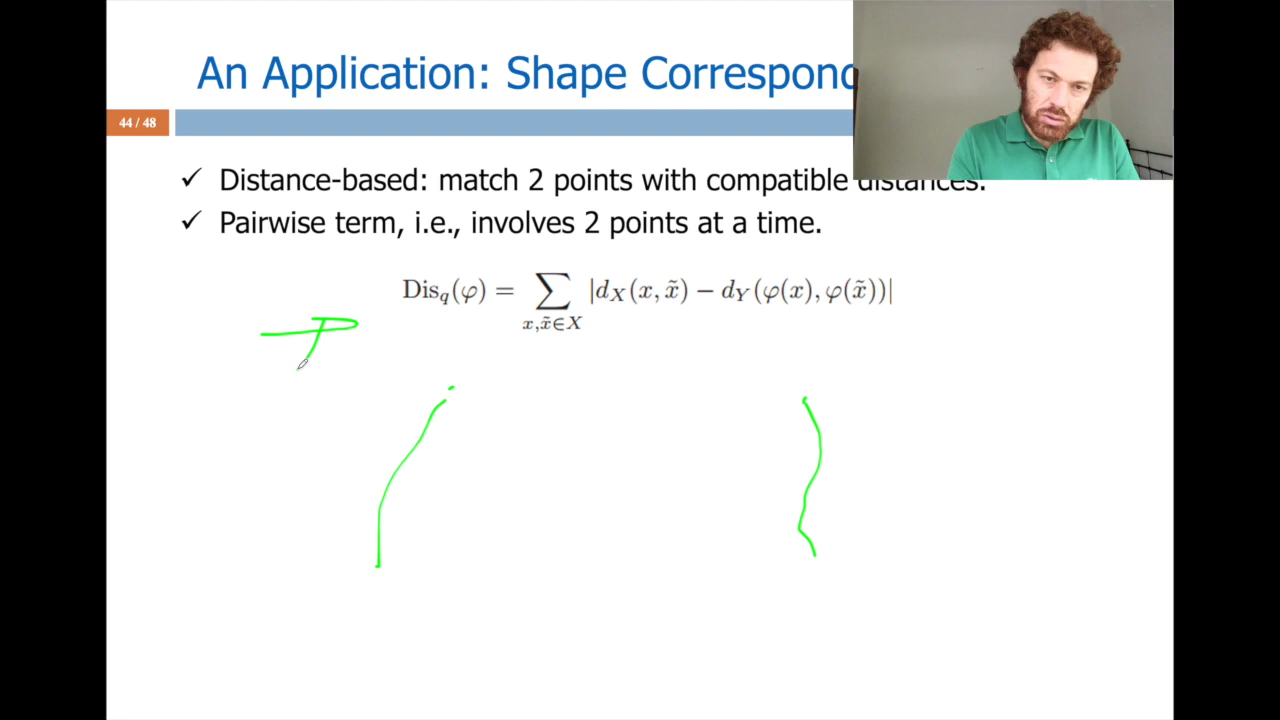 An Application: Shape Correspond
44 / 48
✓ Distance-based: match 2 points with compatible distances.
✓ Pairwise term, i.e., involves 2 points at a time.
Dis_q(φ) = ∑_{x,x̃∈X} |d_X(x, x̃) − d_Y(φ(x), φ(x̃))|